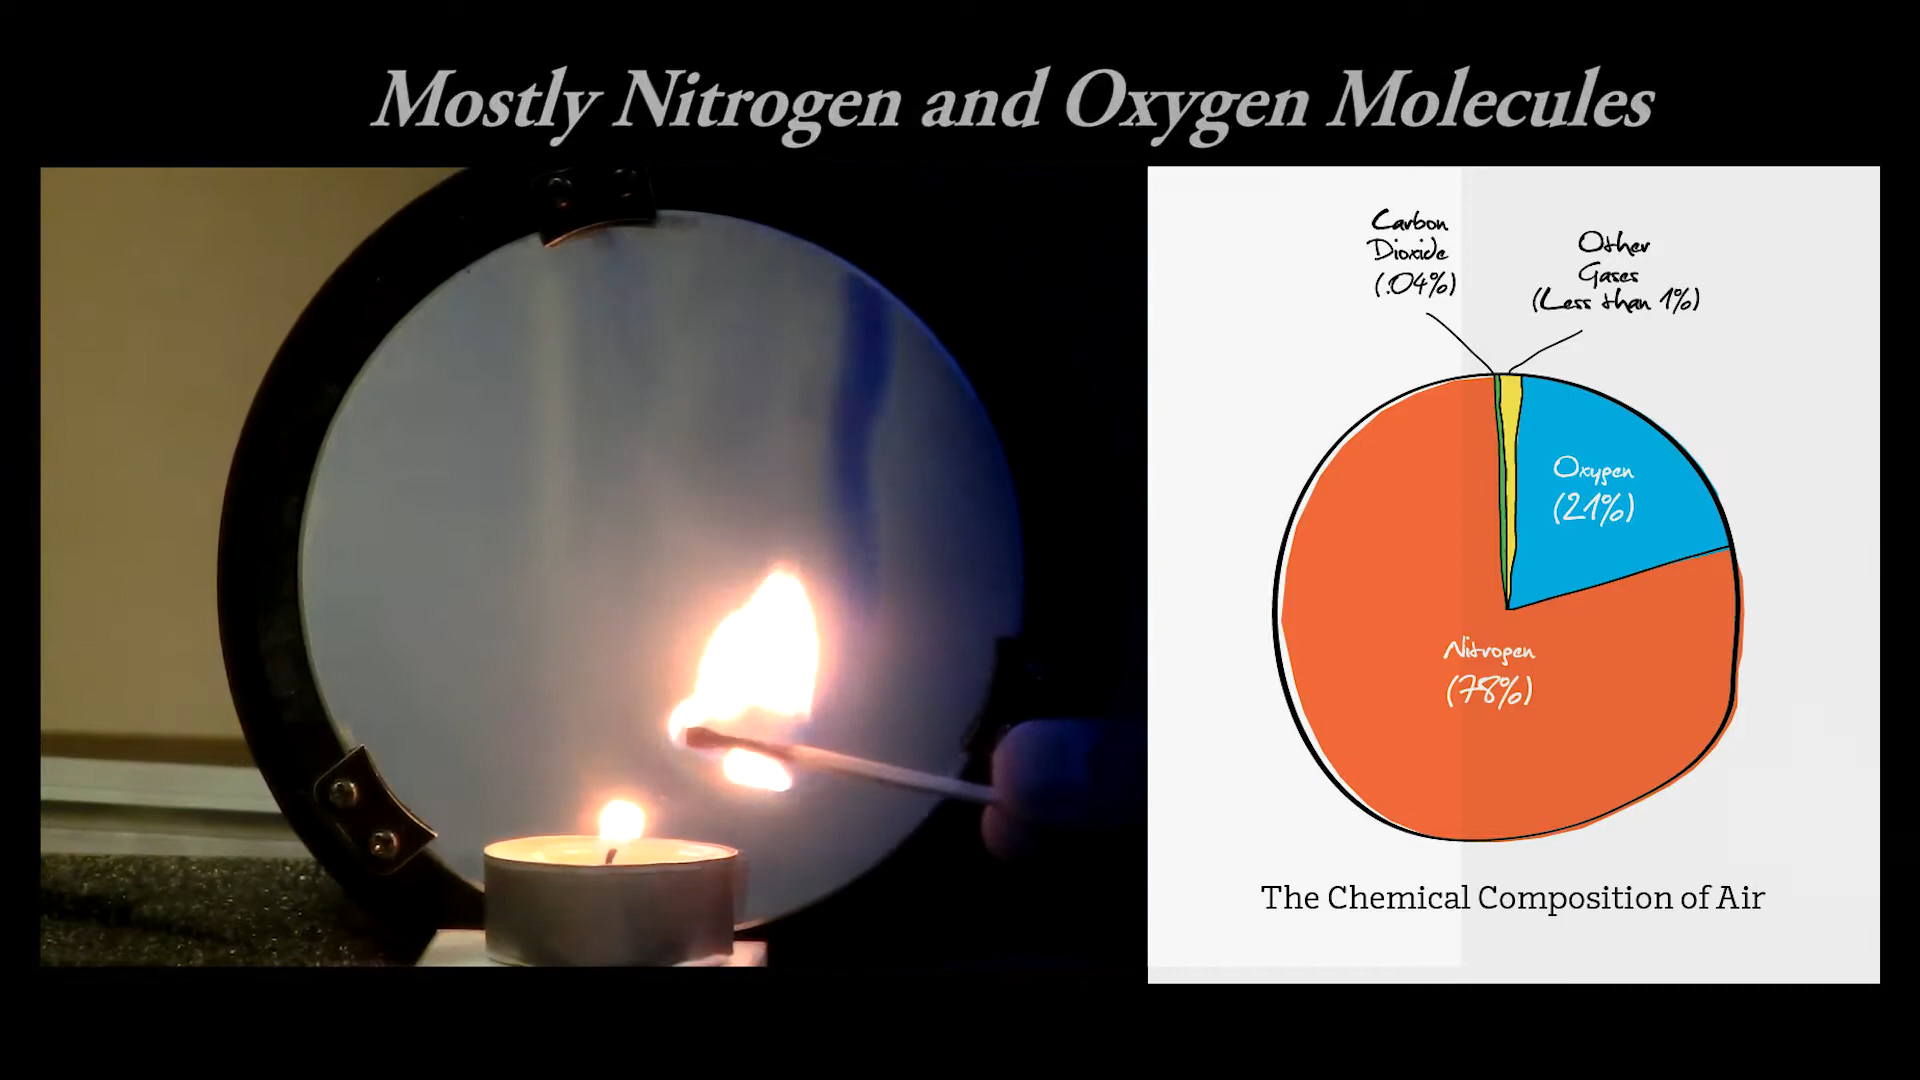 Mostly Nitrogen and Oxygen Molecules
Carbon
Dioxide
(.04%)
Other
Gases
(Less than 1%)
Oxygen
(21%)
Nitrogen
(78%)
The Chemical Composition of Air